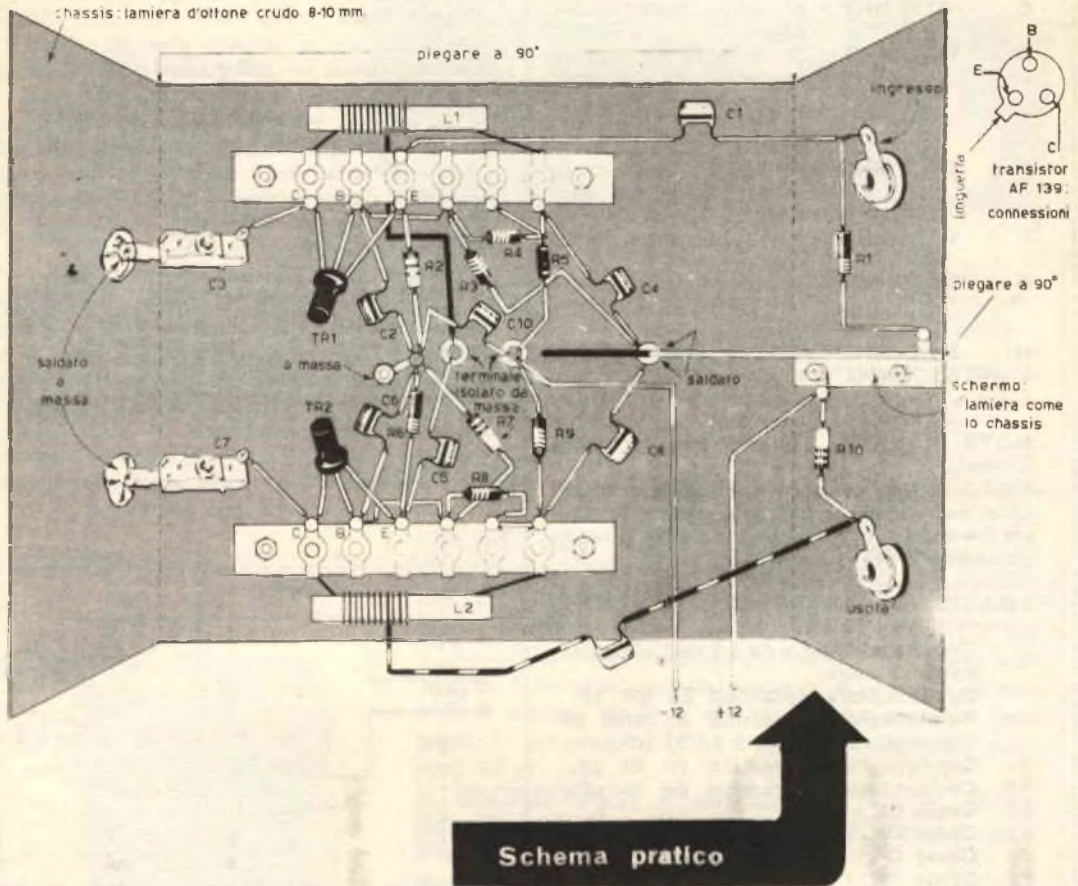 chassis: lamiera d'ottone crudo 8-10 mm.
piegare a 90°
B
E
C
linguetta
transistor
AF 139:
connessioni
ingresso
L1
C1
C B E
R1
R2
R3
R4
R5
C3
C2
C4
C10
TR1
piegare a 90°
saldato
a
massa
a massa
terminale
isolato da
massa
saldato
schermo:
lamiera come
lo chassis
TR2
C6
R6
R7
C5
R8
R9
R10
C7
C B E
L2
uscita
-12
+12
Schema pratico